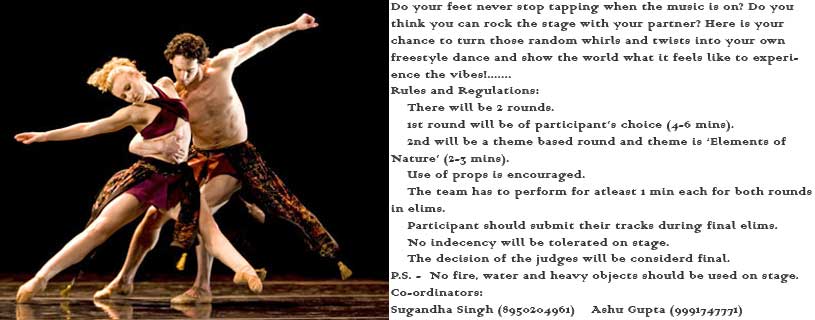 Do your feet never stop tapping when the music is on? Do you
think you can rock the stage with your partner? Here is your
chance to turn those random whirls and twists into your own
freestyle dance and show the world what it feels like to experi-
ence the vibes!.......
Rules and Regulations:
There will be 2 rounds.
1st round will be of participant's choice (4-6 mins).
2nd will be a theme based round and theme is 'Elements of
Nature' (2-3 mins).
Use of props is encouraged.
The team has to perform for atleast 1 min each for both rounds
in elims.
Participant should submit their tracks during final elims.
No indecency will be tolerated on stage.
The decision of the judges will be considerd final.
P.S. - No fire, water and heavy objects should be used on stage.
Co-ordinators:
Sugandha Singh (8950204961) Ashu Gupta (9991747771)